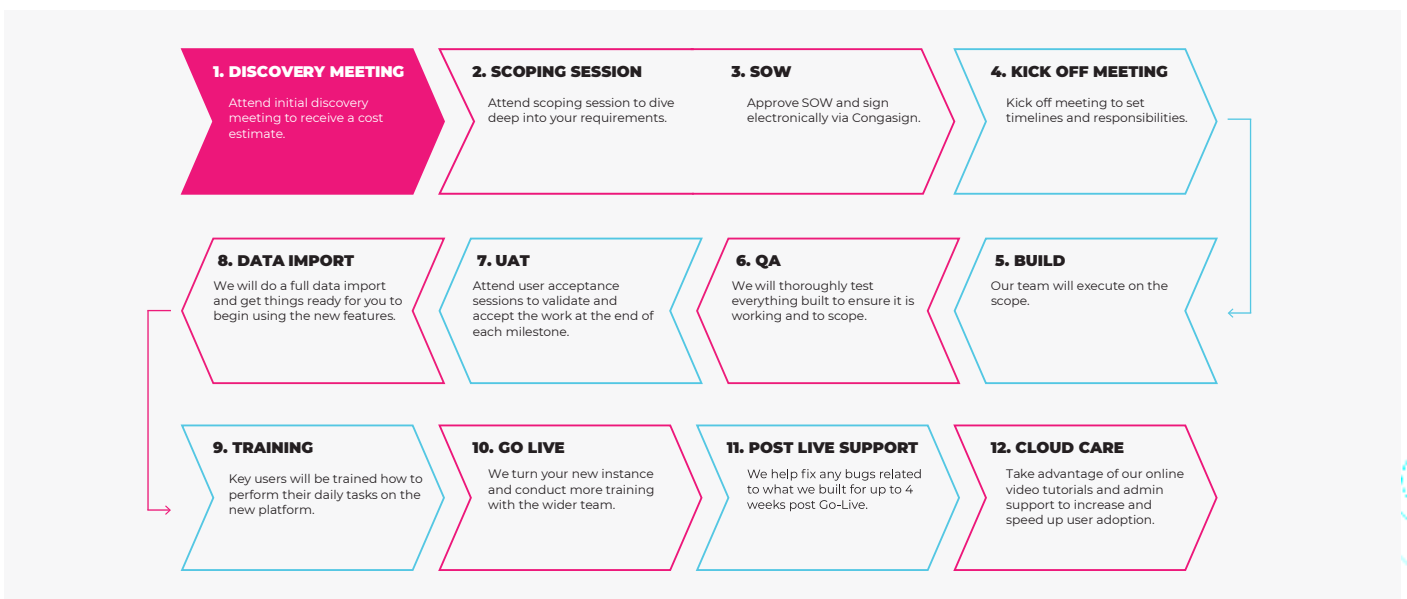 1. DISCOVERY MEETING
Attend initial discovery
meeting to receive a cost
estimate.
2. SCOPING SESSION
Attend scoping session to dive
deep into your requirements.
3. SOW
Approve SOW and sign
electronically via Congasign.
4. KICK OFF MEETING
Kick off meeting to set
timelines and responsibilities.
5. BUILD
Our team will execute on the
scope.
6. QA
We will thoroughly test
everything built to ensure it is
working and to scope.
7. UAT
Attend user acceptance
sessions to validate and
accept the work at the end of
each milestone.
8. DATA IMPORT
We will do a full data import
and get things ready for you to
begin using the new features.
9. TRAINING
Key users will be trained how to
perform their daily tasks on the
new platform.
10. GO LIVE
We turn your new instance
and conduct more training
with the wider team.
11. POST LIVE SUPPORT
We help fix any bugs related
to what we built for up to 4
weeks post Go-Live.
12. CLOUD CARE
Take advantage of our online
video tutorials and admin
support to increase and
speed up user adoption.